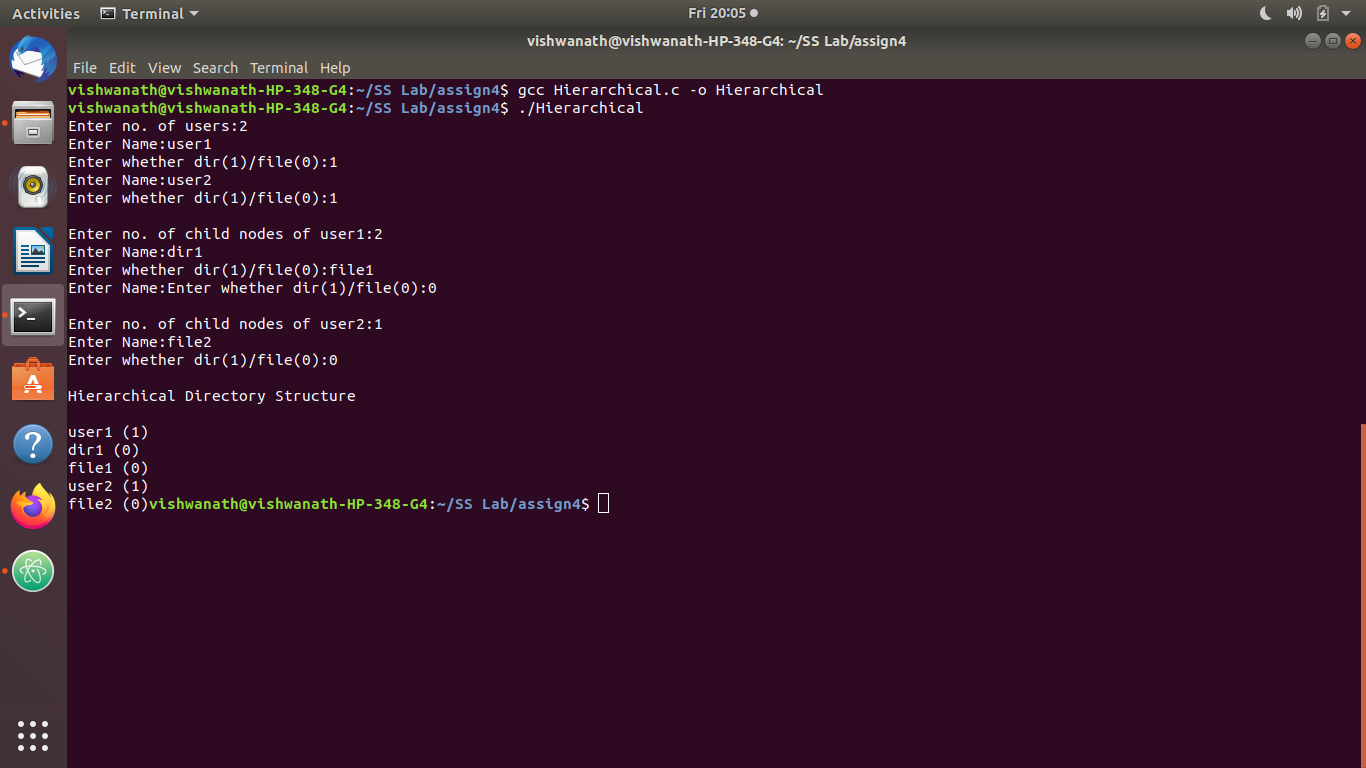 Activities Terminal Fri 20:05
vishwanath@vishwanath-HP-348-G4: ~/SS Lab/assign4
File Edit View Search Terminal Help
vishwanath@vishwanath-HP-348-G4:~/SS Lab/assign4$ gcc Hierarchical.c -o Hierarchical
vishwanath@vishwanath-HP-348-G4:~/SS Lab/assign4$ ./Hierarchical
Enter no. of users:2
Enter Name:user1
Enter whether dir(1)/file(0):1
Enter Name:user2
Enter whether dir(1)/file(0):1
Enter no. of child nodes of user1:2
Enter Name:dir1
Enter whether dir(1)/file(0):file1
Enter Name:Enter whether dir(1)/file(0):0
Enter no. of child nodes of user2:1
Enter Name:file2
Enter whether dir(1)/file(0):0
Hierarchical Directory Structure
user1 (1)
dir1 (0)
file1 (0)
user2 (1)
file2 (0)vishwanath@vishwanath-HP-348-G4:~/SS Lab/assign4$